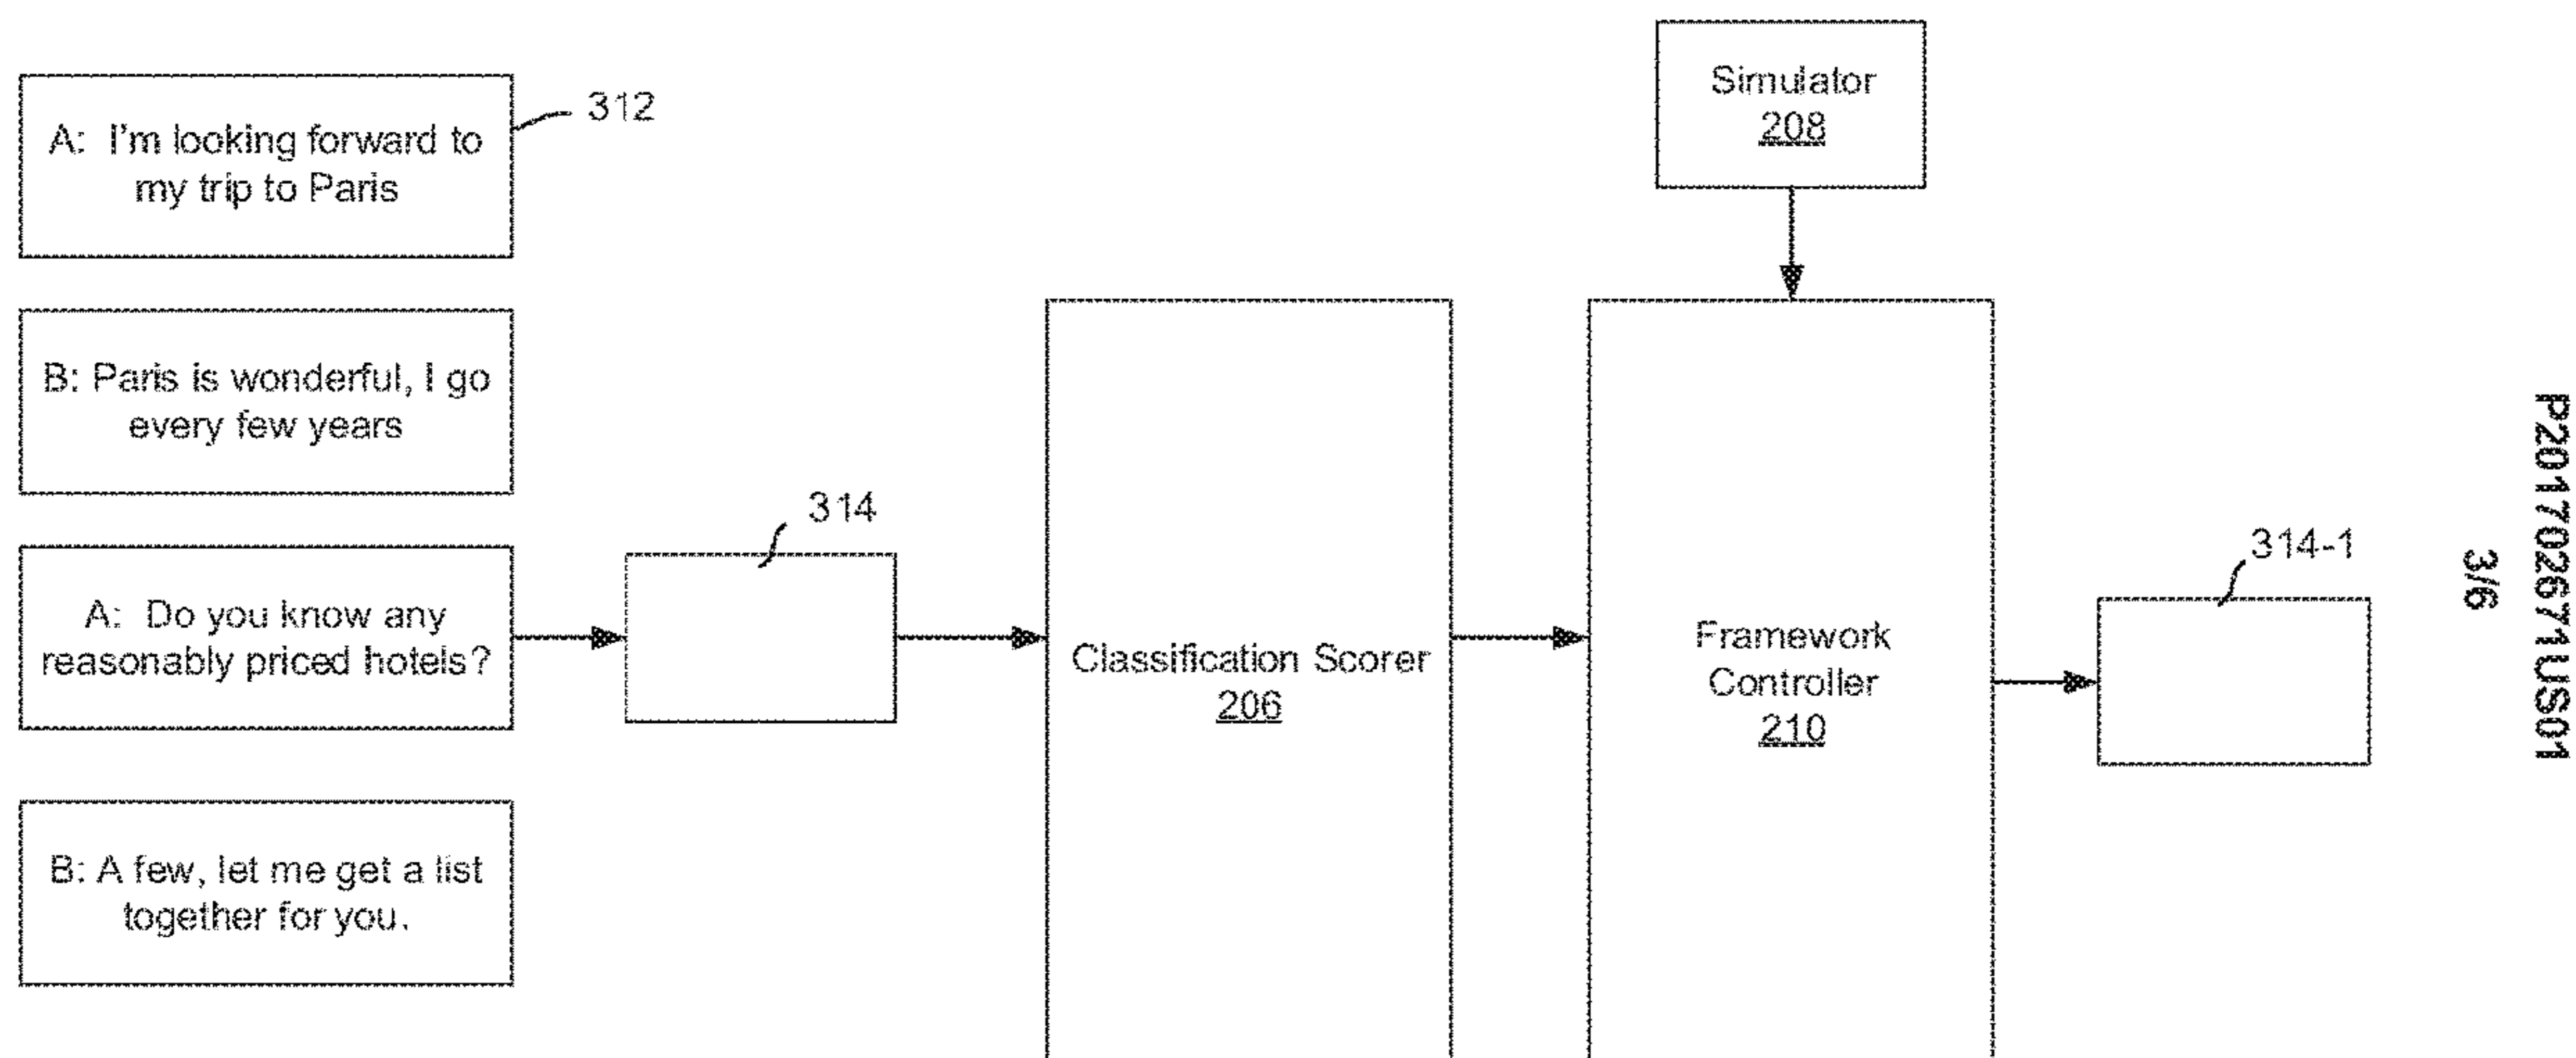 A: I'm looking forward to
my trip to Paris
312
B: Paris is wonderful, I go
every few years
A: Do you know any
reasonably priced hotels?
B: A few, let me get a list
together for you.
314
Classification Scorer
206
Simulator
208
Framework
Controller
210
314-1
P201702671US01
3/6